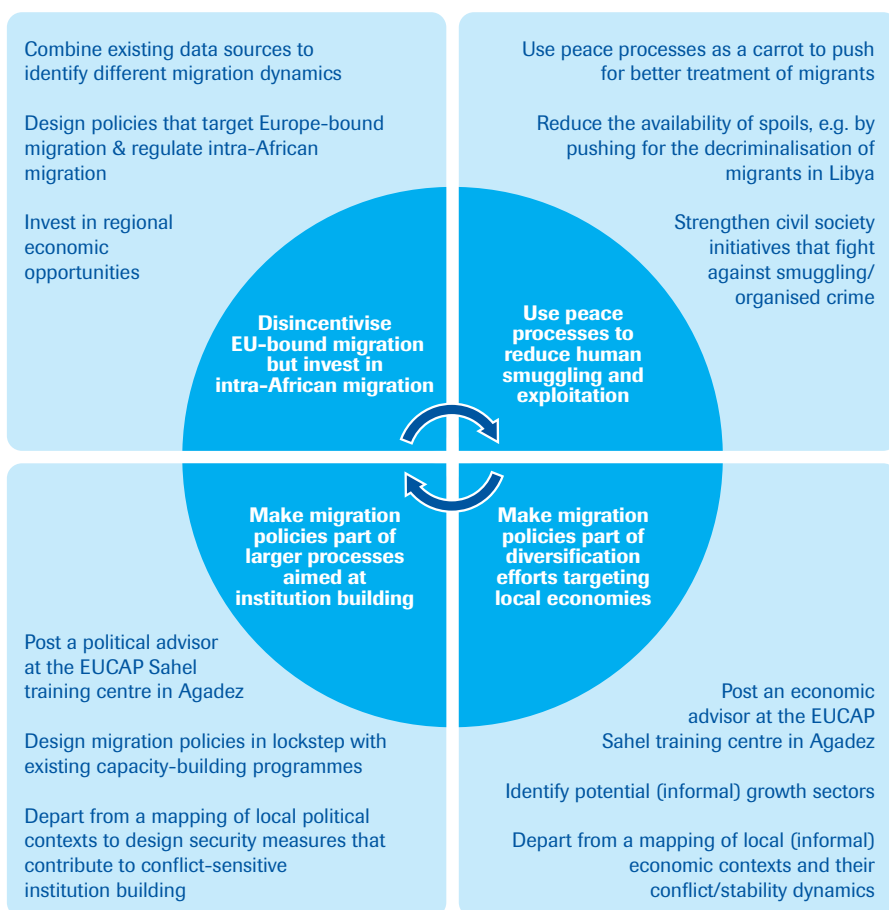 Combine existing data sources to
identify different migration dynamics
Design policies that target Europe-bound
migration & regulate intra-African
migration
Invest in regional
economic
opportunities
Disincentivise
EU-bound migration
but invest in
intra-African migration
Use peace processes as a carrot to push
for better treatment of migrants
Reduce the availability of spoils, e.g. by
pushing for the decriminalisation of
migrants in Libya
Strengthen civil society
initiatives that fight
against smuggling/
organised crime
Use peace
processes to
reduce human
smuggling and
exploitation
Make migration
policies part of
larger processes
aimed at
institution building
Post a political advisor
at the EUCAP Sahel
training centre in Agadez
Design migration policies in lockstep with
existing capacity-building programmes
Depart from a mapping of local political
contexts to design security measures that
contribute to conflict-sensitive
institution building
Make migration
policies part of
diversification
efforts targeting
local economies
Post an economic
advisor at the EUCAP
Sahel training centre in Agadez
Identify potential (informal) growth sectors
Depart from a mapping of local (informal)
economic contexts and their
conflict/stability dynamics